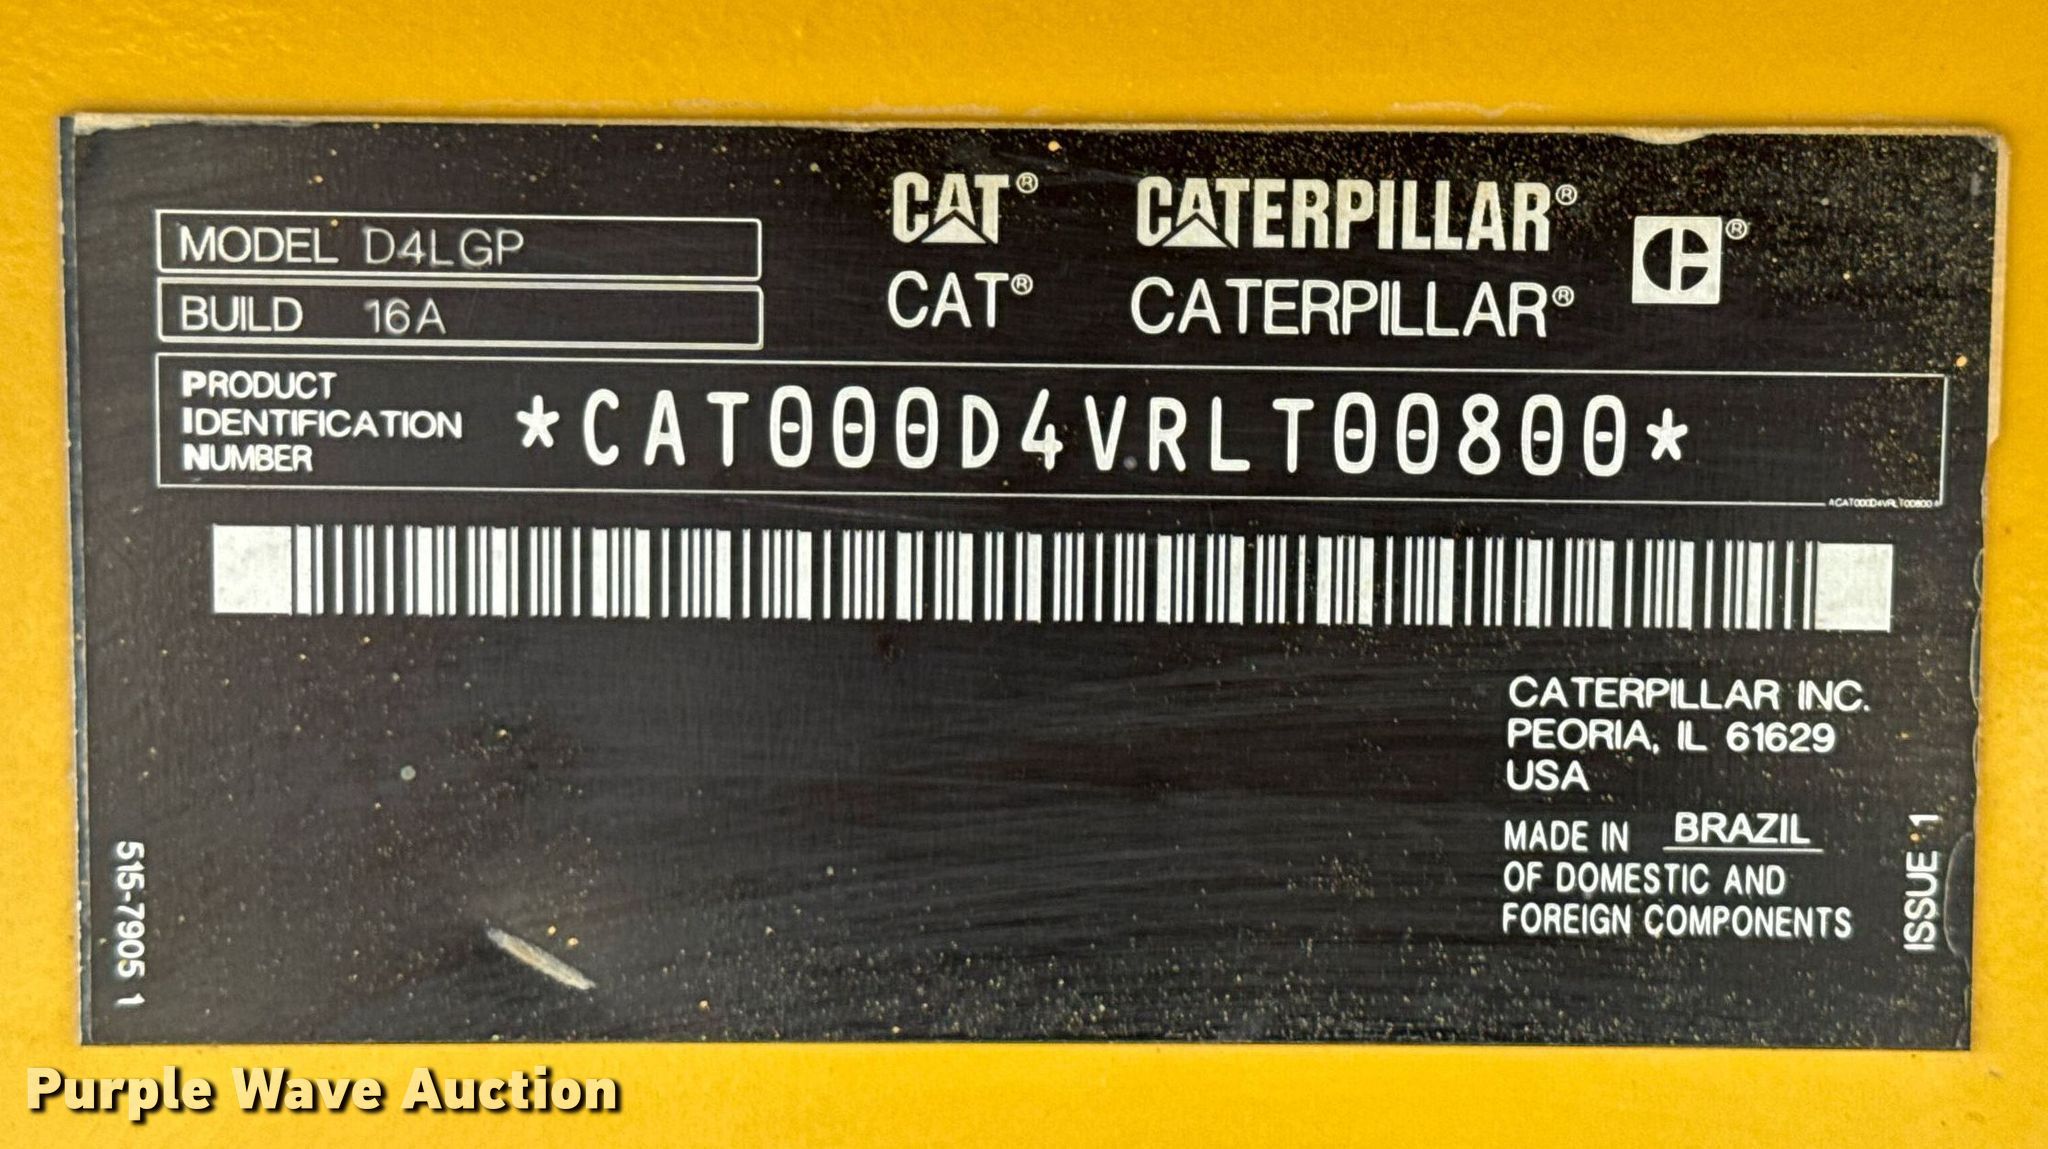 CAT® CATERPILLAR®
CAT® CATERPILLAR®
MODEL D4LGP
BUILD 16A
PRODUCT
IDENTIFICATION
NUMBER
*CAT000D4VRLT00800*
*CAT000D4VRLT00800*
CATERPILLAR INC.
PEORIA, IL 61629
USA
MADE IN BRAZIL
OF DOMESTIC AND
FOREIGN COMPONENTS
515-7905 1
ISSUE 1
Purple Wave Auction